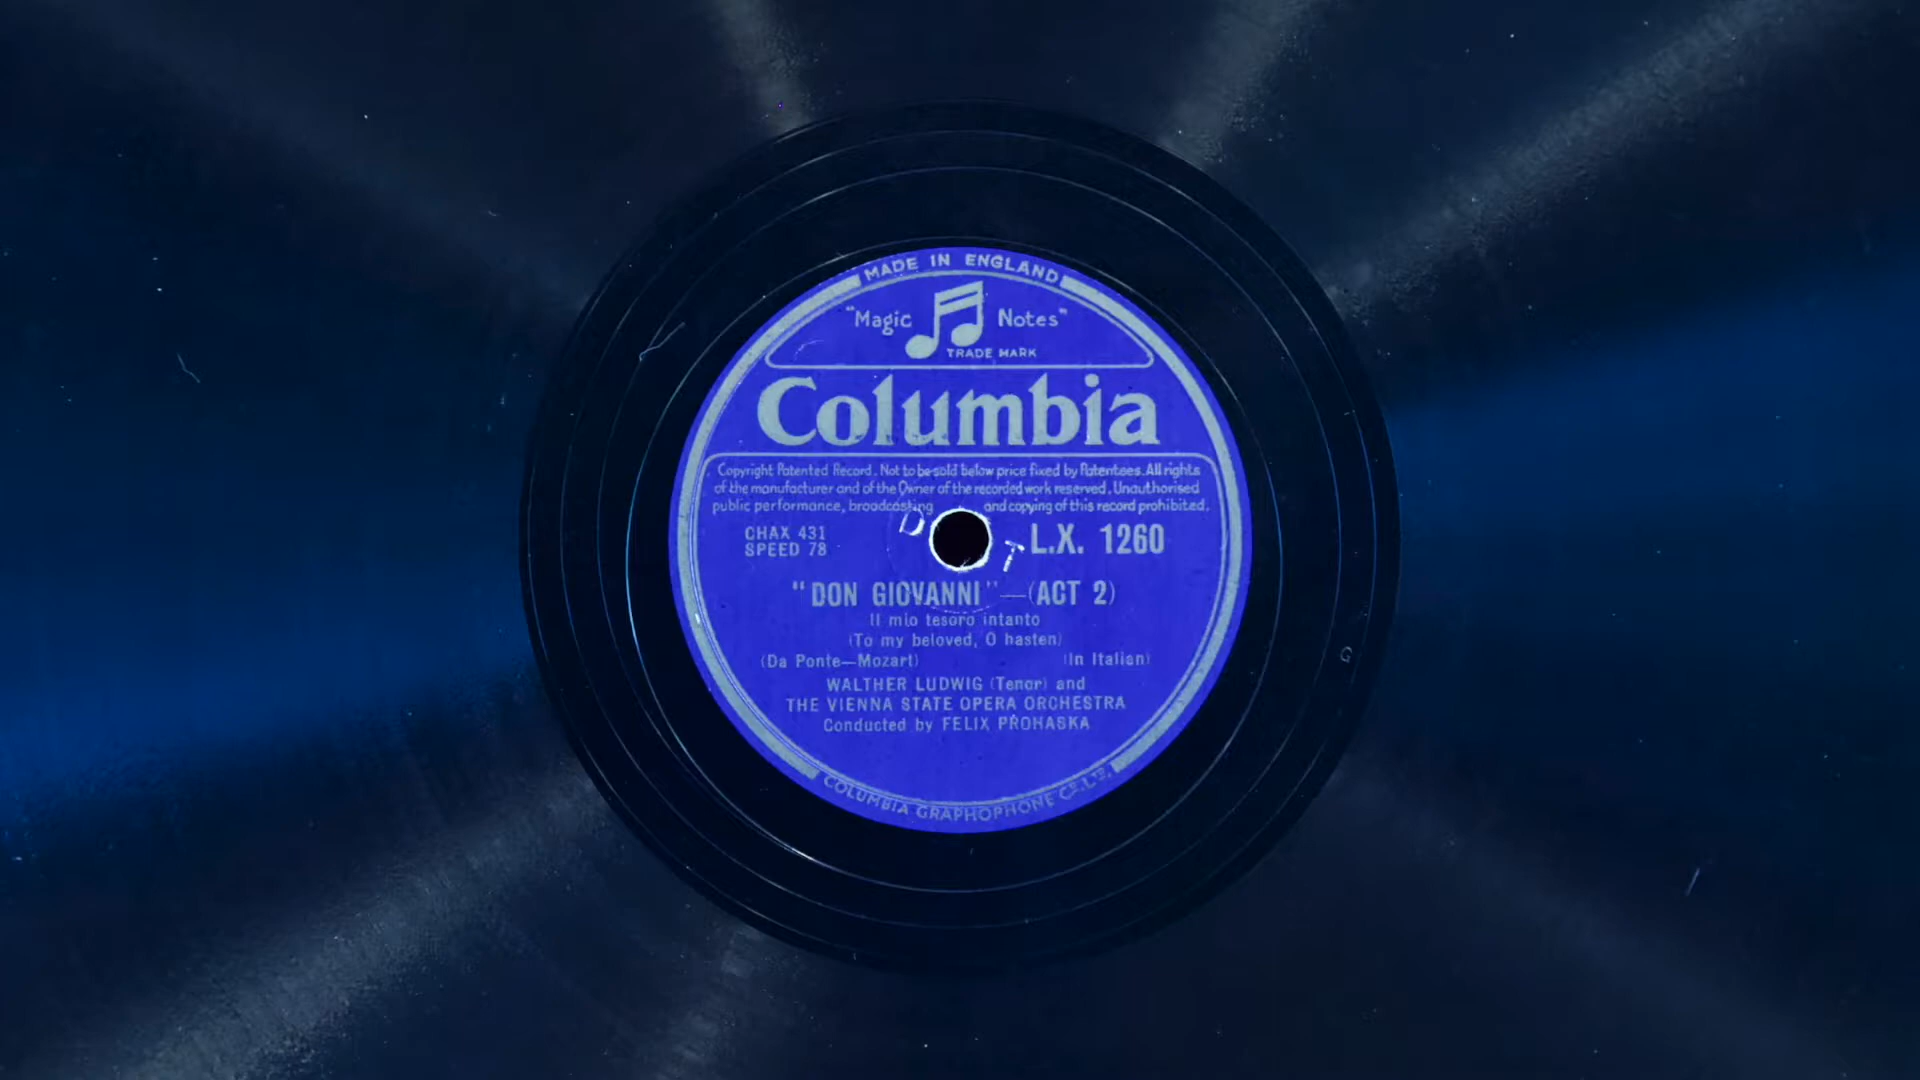 MADE IN ENGLAND
"Magic Notes"
TRADE MARK
Columbia
Copyright Patented Record. Not to be sold below price fixed by Patentees. All rights
of the manufacturer and of the Owner of the recorded work reserved. Unauthorised
public performance, broadcasting and copying of this record prohibited.
D T
CHAX 431
SPEED 78
L.X. 1260
"DON GIOVANNI"—(ACT 2)
Il mio tesoro intanto
(To my beloved, O hasten)
(Da Ponte—Mozart) (In Italian)
WALTHER LUDWIG (Tenor) and
THE VIENNA STATE OPERA ORCHESTRA
Conducted by FELIX PROHASKA
COLUMBIA GRAPHOPHONE CO. LTD.
G